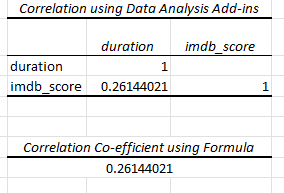 Correlation using Data Analysis Add-ins
duration imdb_score
duration 1
imdb_score 0.26144021 1
Correlation Co-efficient using Formula
0.26144021